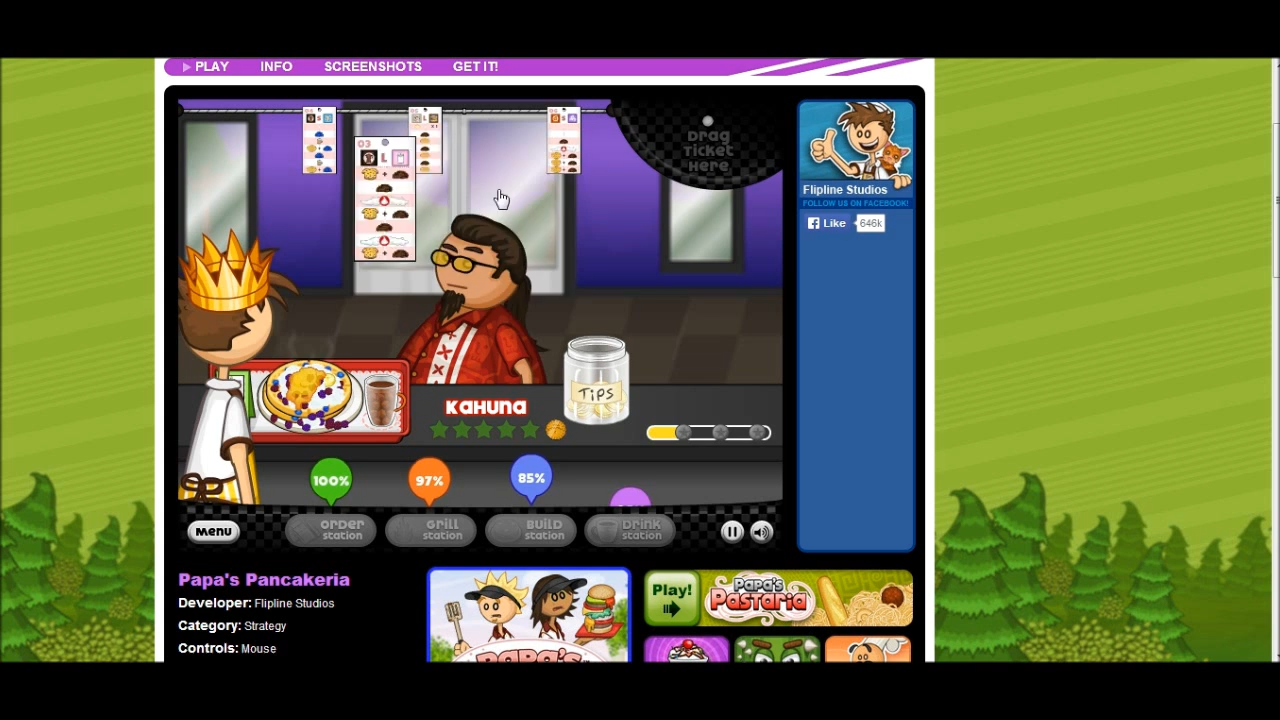 PLAY INFO SCREENSHOTS GET IT!
Drag
Ticket
Here
03
L
S
L
S
Flipline Studios
FOLLOW US ON FACEBOOK!
Like 646k
TIPS
KAHUNA
100% 97% 85%
menu
Order Station
Grill Station
Build Station
Drink Station
Papa's Pancakeria
Developer: Flipline Studios
Category: Strategy
Controls: Mouse
PAPA'S
Play!
Papa's
Pastaria